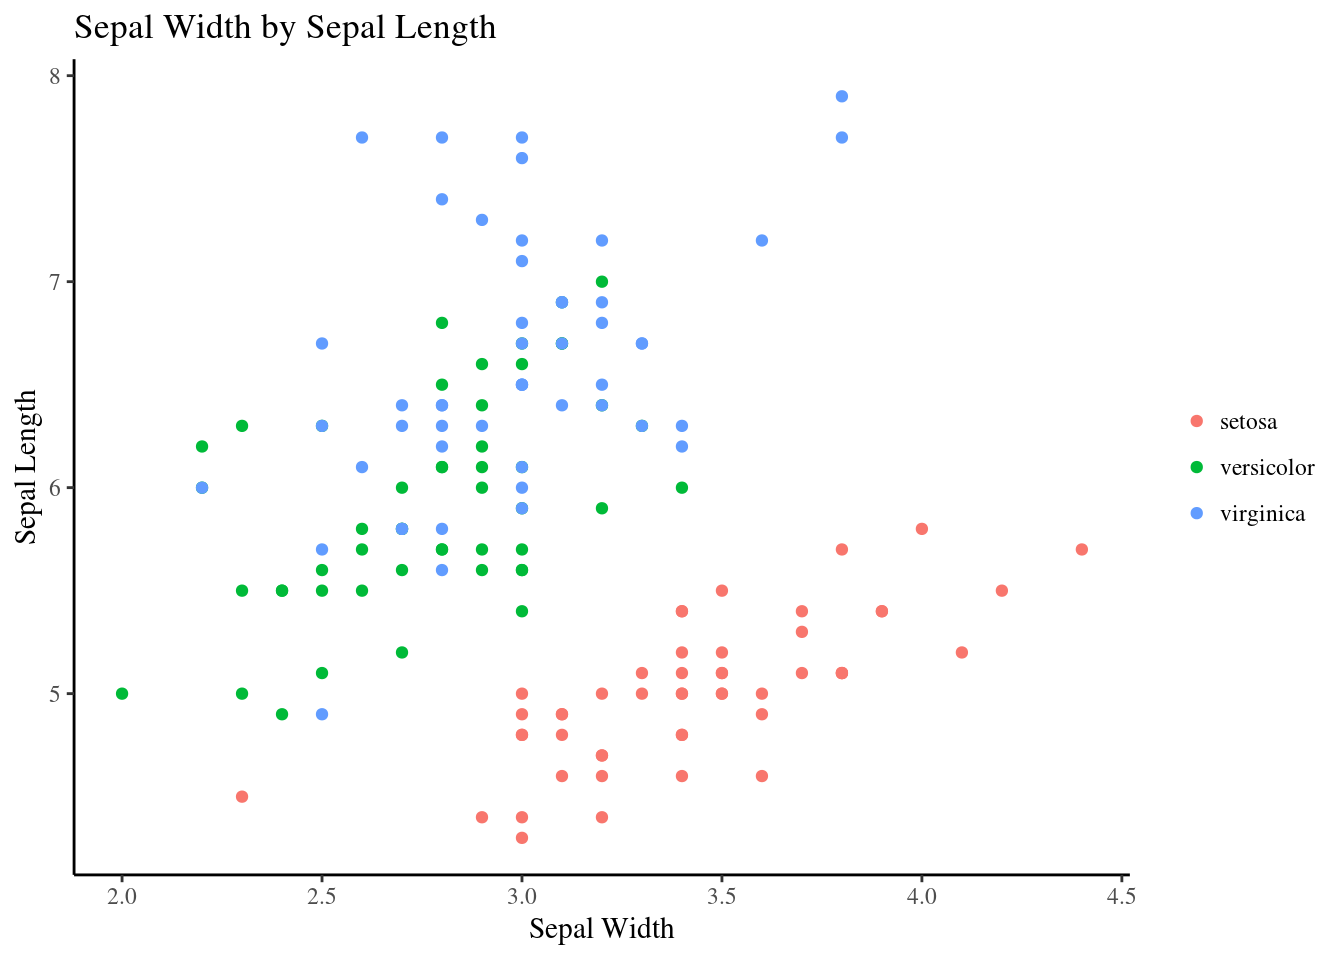 Sepal Width by Sepal Length
8
7
6
5
Sepal Length
2.0 2.5 3.0 3.5 4.0 4.5
Sepal Width
setosa
versicolor
virginica